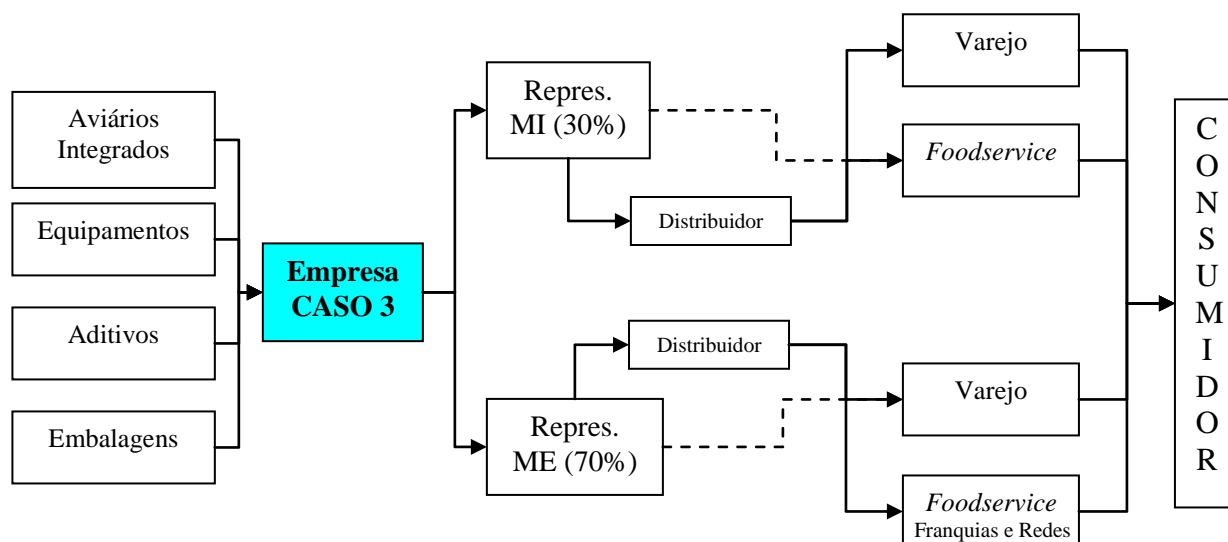 Aviários
Integrados
Equipamentos
Aditivos
Embalagens
Empresa
CASO 3
Repres.
MI (30%)
Distribuidor
Distribuidor
Repres.
ME (70%)
Varejo
Foodservice
Varejo
Foodservice
Franquias e Redes
C
O
N
S
U
M
I
D
O
R